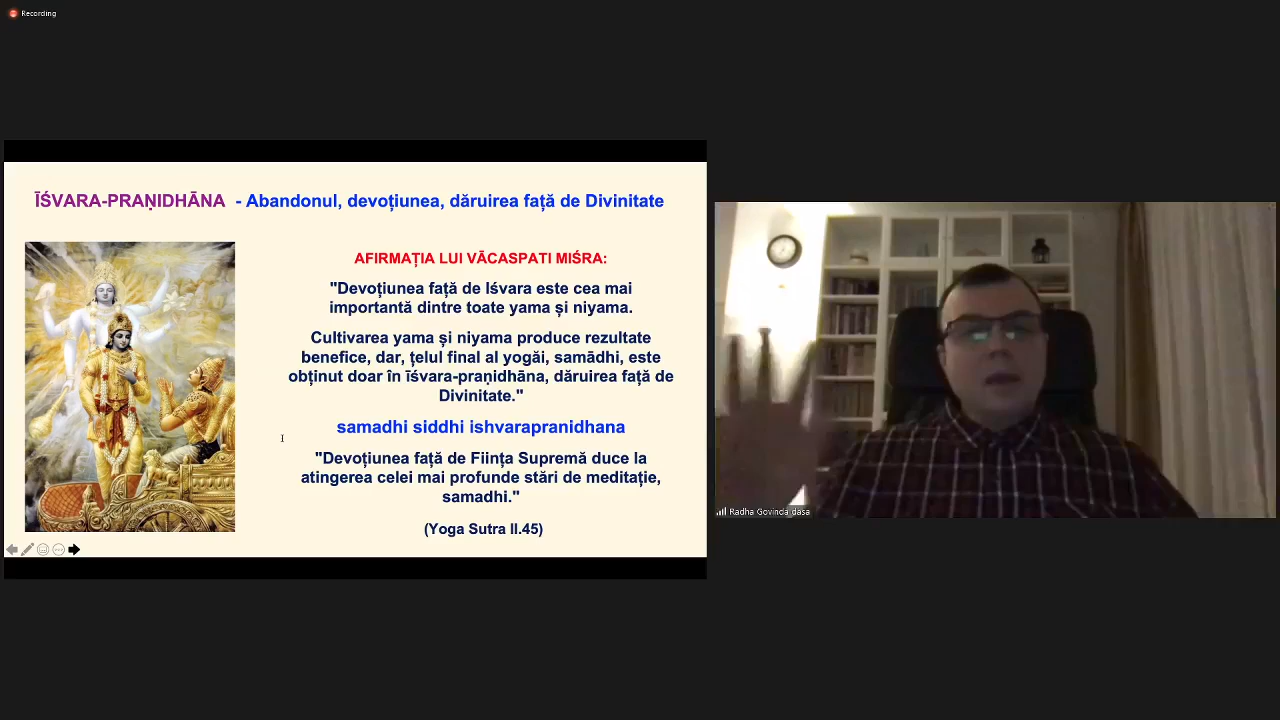 Recording
ĪŚVARA-PRAṆIDHĀNA - Abandonul, devoțiunea, dăruirea față de Divinitate
AFIRMAȚIA LUI VĀCASPATI MIŚRA:
"Devoțiunea față de Iśvara este cea mai
importantă dintre toate yama și niyama.
Cultivarea yama și niyama produce rezultate
benefice, dar, țelul final al yogăi, samādhi, este
obținut doar în īśvara-praṇidhāna, dăruirea față de
Divinitate."
samadhi siddhi ishvarapranidhana
"Devoțiunea față de Ființa Supremă duce la
atingerea celei mai profunde stări de meditație,
samadhi."
(Yoga Sutra II.45)
Radha Govinda dasa